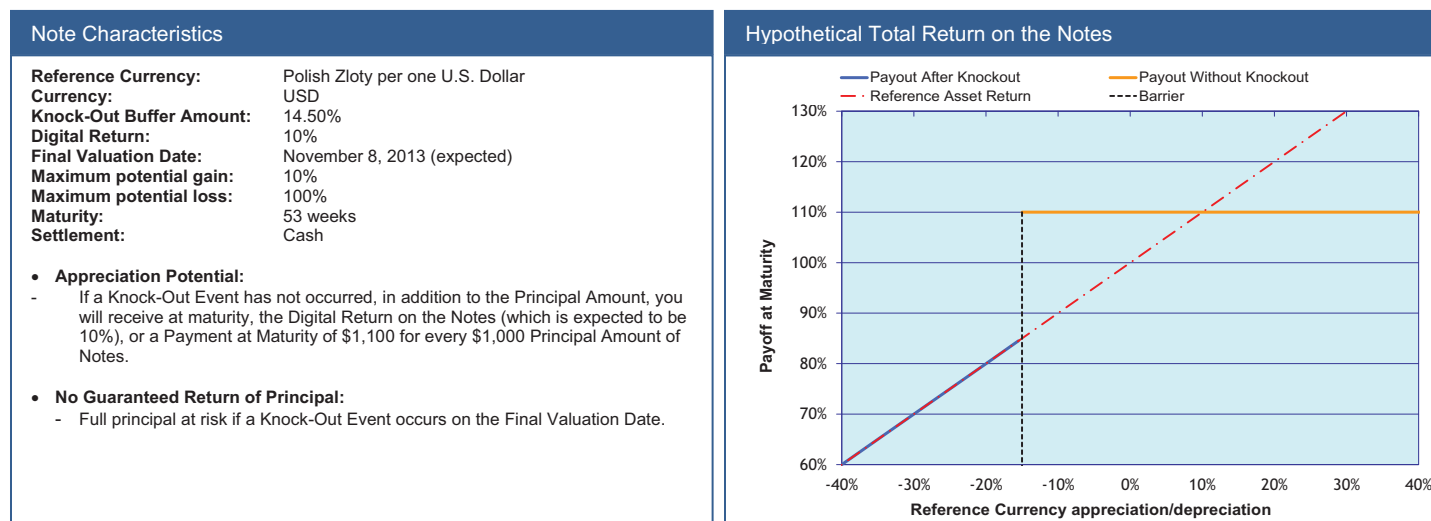 Note Characteristics
Reference Currency: Polish Zloty per one U.S. Dollar
Currency: USD
Knock-Out Buffer Amount: 14.50%
Digital Return: 10%
Final Valuation Date: November 8, 2013 (expected)
Maximum potential gain: 10%
Maximum potential loss: 100%
Maturity: 53 weeks
Settlement: Cash
• Appreciation Potential:
- If a Knock-Out Event has not occurred, in addition to the Principal Amount, you
will receive at maturity, the Digital Return on the Notes (which is expected to be
10%), or a Payment at Maturity of $1,100 for every $1,000 Principal Amount of
Notes.
• No Guaranteed Return of Principal:
- Full principal at risk if a Knock-Out Event occurs on the Final Valuation Date.
Hypothetical Total Return on the Notes
Payout After Knockout Payout Without Knockout
Reference Asset Return Barrier
130%
120%
110%
100%
90%
80%
70%
60%
Payoff at Maturity
-40% -30% -20% -10% 0% 10% 20% 30% 40%
Reference Currency appreciation/depreciation